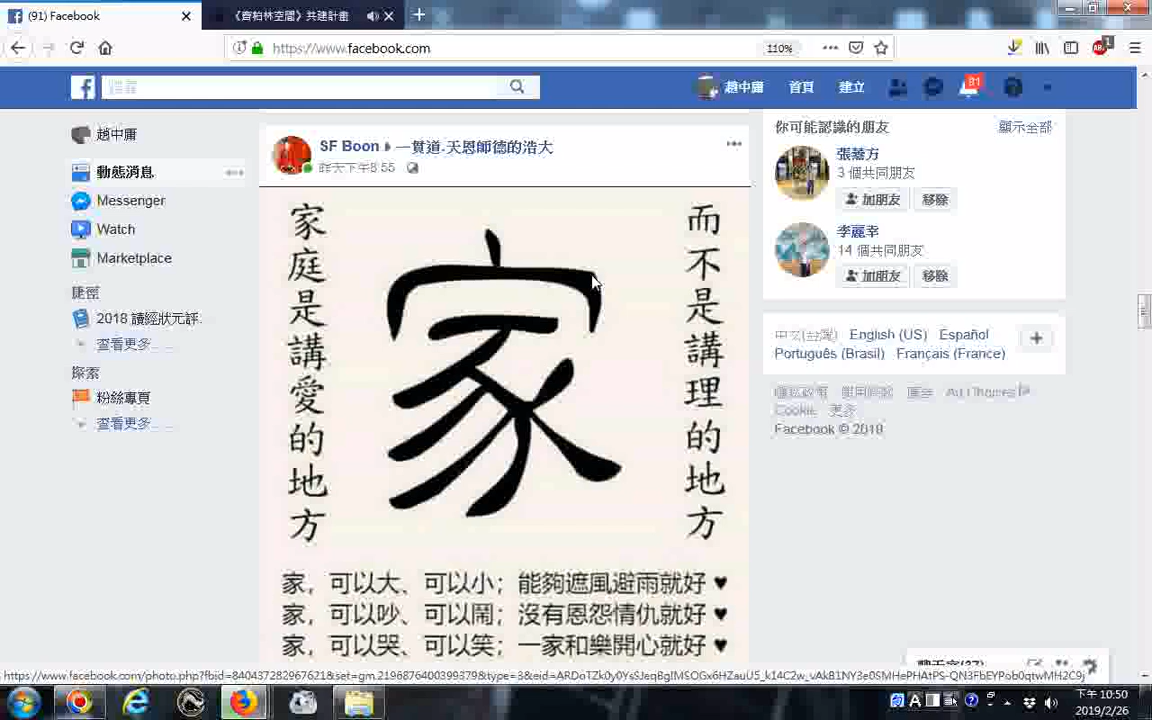 (91) Facebook
《齊柏林空間》共建計畫
https://www.facebook.com
110%
搜尋
趙中庸
首頁
建立
81
趙中庸
動態消息
Messenger
Watch
Marketplace
捷徑
2018 讀經狀元評.
查看更多...
探索
粉絲專頁
查看更多...
SF Boon
一貫道.天恩師德的浩大
昨天下午8:55
家庭是講愛的地方
家
而不是講理的地方
家，可以大、可以小；能夠遮風避雨就好♥
家，可以吵、可以鬧；沒有恩怨情仇就好♥
家，可以哭、可以笑；一家和樂開心就好♥
你可能認識的朋友
顯示全部
3 個共同朋友
加朋友
移除
李麗幸
14 個共同朋友
加朋友
移除
中文(台灣)
English (US)
Español
Português (Brasil)
Français (France)
Cookie
更多
下午 10:50
2019/2/26